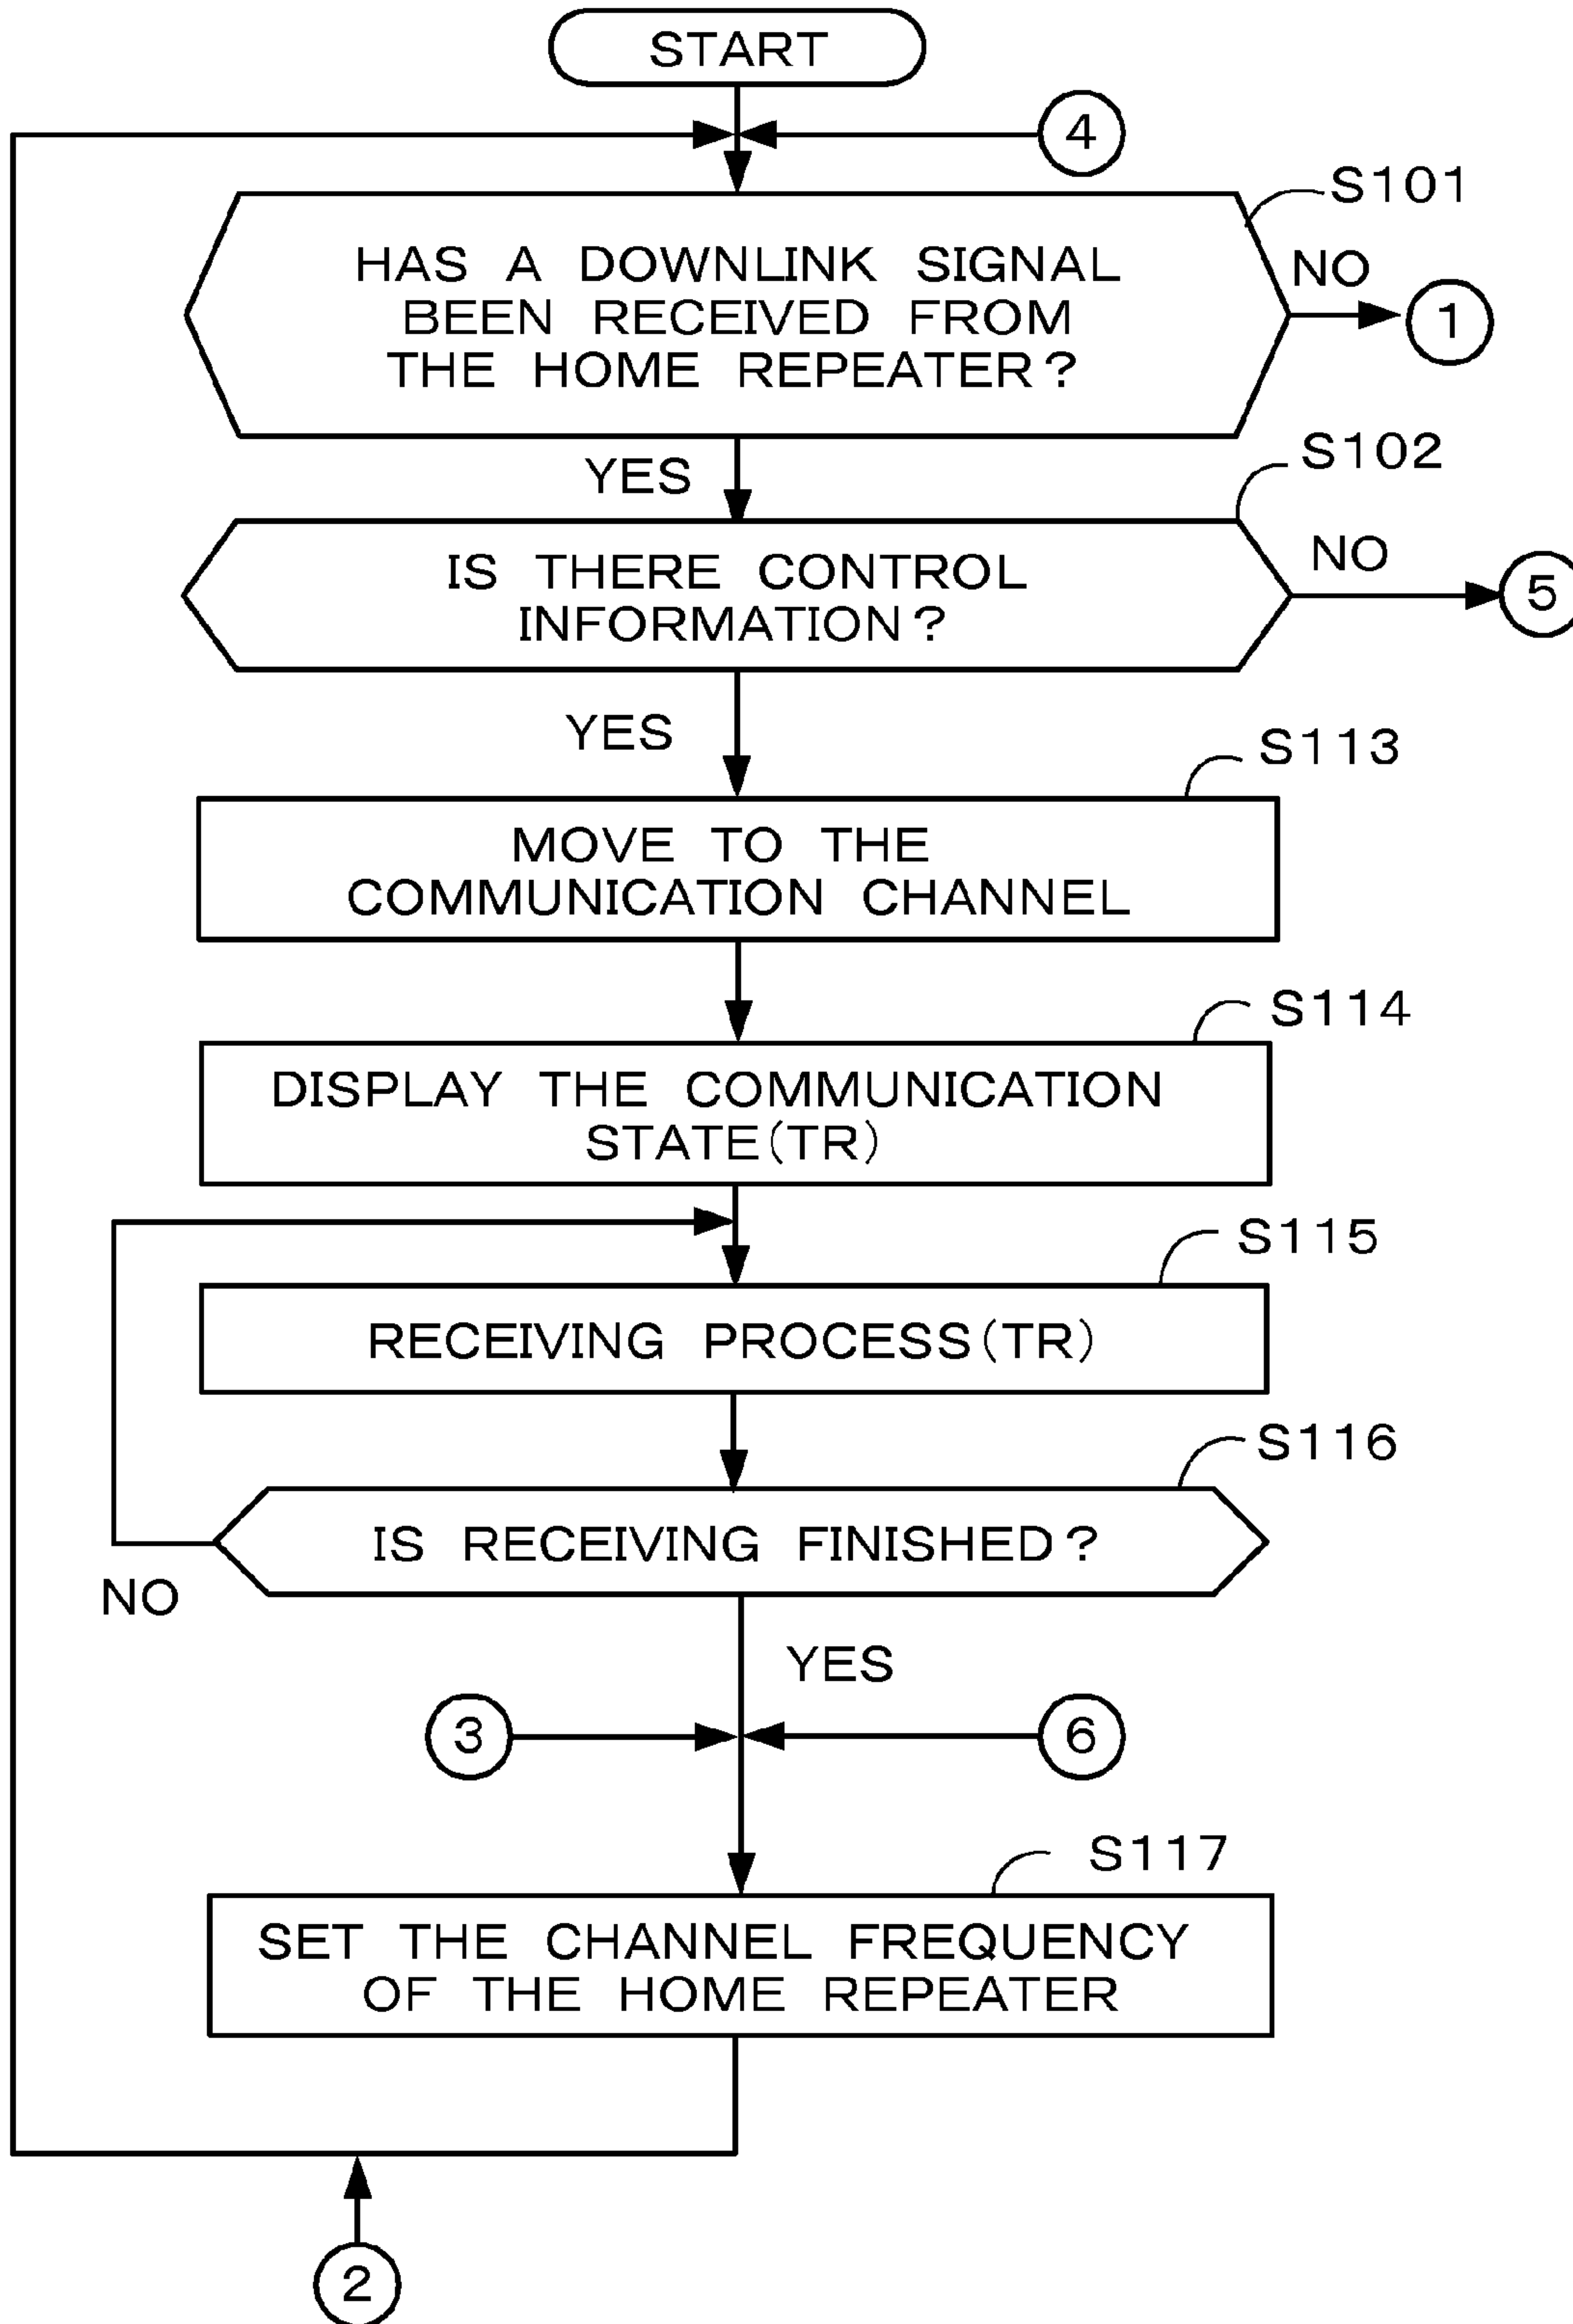 START
4
S101
HAS A DOWNLINK SIGNAL
BEEN RECEIVED FROM
THE HOME REPEATER?
NO
1
YES
S102
IS THERE CONTROL
INFORMATION?
NO
5
YES
S113
MOVE TO THE
COMMUNICATION CHANNEL
S114
DISPLAY THE COMMUNICATION
STATE(TR)
S115
RECEIVING PROCESS(TR)
S116
IS RECEIVING FINISHED?
NO
YES
3
6
S117
SET THE CHANNEL FREQUENCY
OF THE HOME REPEATER
2